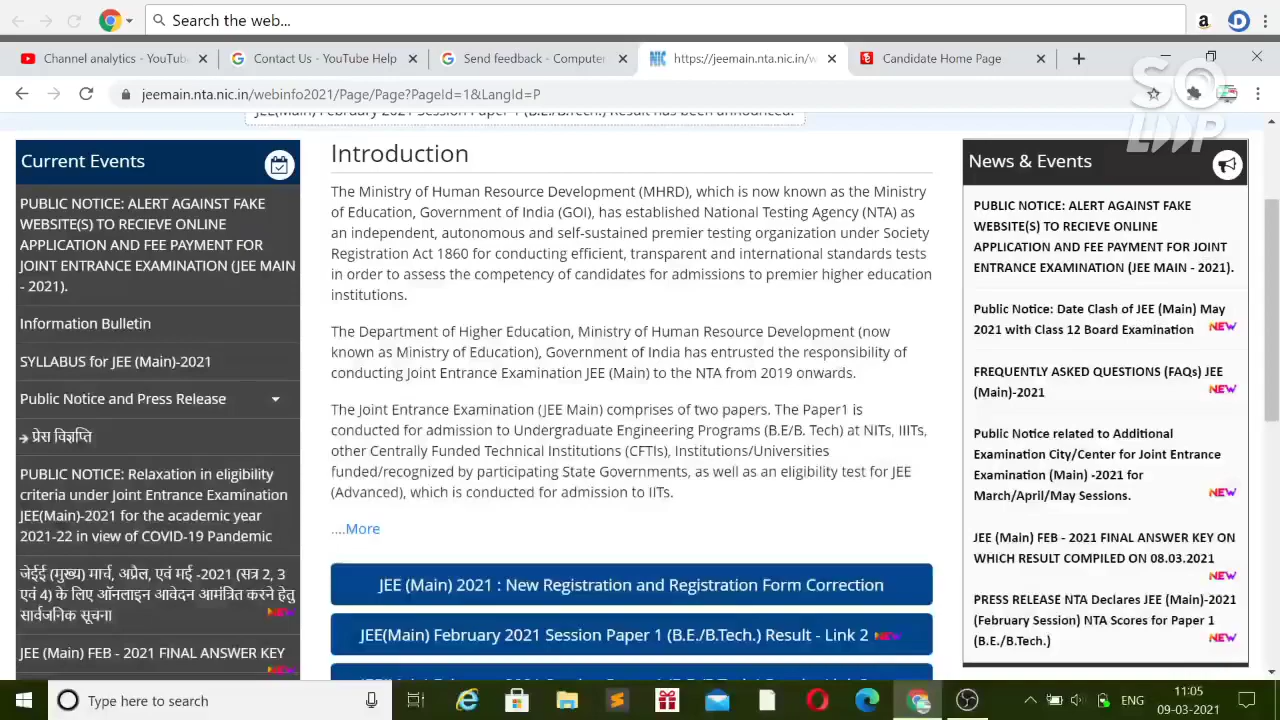 Search the web...
Channel analytics - YouTub
Contact Us - YouTube Help
Send feedback - Computer
https://jeemain.nta.nic.in/w
Candidate Home Page
jeemain.nta.nic.in/webinfo2021/Page/Page?PageId=1&LangId=P
JEE(Main) February 2021 Session Paper 1 (B.E./B.Tech.) Result has been announced.
Current Events
PUBLIC NOTICE: ALERT AGAINST FAKE
WEBSITE(S) TO RECIEVE ONLINE
APPLICATION AND FEE PAYMENT FOR
JOINT ENTRANCE EXAMINATION (JEE MAIN
- 2021).
Information Bulletin
SYLLABUS for JEE (Main)-2021
Public Notice and Press Release
प्रेस विज्ञप्ति
PUBLIC NOTICE: Relaxation in eligibility
criteria under Joint Entrance Examination
JEE(Main)-2021 for the academic year
2021-22 in view of COVID-19 Pandemic
जेईई (मुख्य) मार्च, अप्रैल, एवं मई -2021 (सत्र 2, 3
एवं 4) के लिए ऑनलाइन आवेदन आमंत्रित करने हेतु
सार्वजनिक सूचना NEW
JEE (Main) FEB - 2021 FINAL ANSWER KEY
NEW
Introduction
The Ministry of Human Resource Development (MHRD), which is now known as the Ministry
of Education, Government of India (GOI), has established National Testing Agency (NTA) as
an independent, autonomous and self-sustained premier testing organization under Society
Registration Act 1860 for conducting efficient, transparent and international standards tests
in order to assess the competency of candidates for admissions to premier higher education
institutions.
The Department of Higher Education, Ministry of Human Resource Development (now
known as Ministry of Education), Government of India has entrusted the responsibility of
conducting Joint Entrance Examination JEE (Main) to the NTA from 2019 onwards.
The Joint Entrance Examination (JEE Main) comprises of two papers. The Paper1 is
conducted for admission to Undergraduate Engineering Programs (B.E/B. Tech) at NITs, IIITs,
other Centrally Funded Technical Institutions (CFTIs), Institutions/Universities
funded/recognized by participating State Governments, as well as an eligibility test for JEE
(Advanced), which is conducted for admission to IITs.
....More
JEE (Main) 2021 : New Registration and Registration Form Correction
JEE(Main) February 2021 Session Paper 1 (B.E./B.Tech.) Result - Link 2 NEW
News & Events
PUBLIC NOTICE: ALERT AGAINST FAKE
WEBSITE(S) TO RECIEVE ONLINE
APPLICATION AND FEE PAYMENT FOR JOINT
ENTRANCE EXAMINATION (JEE MAIN - 2021).
Public Notice: Date Clash of JEE (Main) May
2021 with Class 12 Board Examination NEW
FREQUENTLY ASKED QUESTIONS (FAQs) JEE
(Main)-2021 NEW
Public Notice related to Additional
Examination City/Center for Joint Entrance
Examination (Main) -2021 for
March/April/May Sessions. NEW
JEE (Main) FEB - 2021 FINAL ANSWER KEY ON
WHICH RESULT COMPILED ON 08.03.2021
NEW
PRESS RELEASE NTA Declares JEE (Main)-2021
(February Session) NTA Scores for Paper 1
(B.E./B.Tech.) NEW
Type here to search
ENG
11:05
09-03-2021